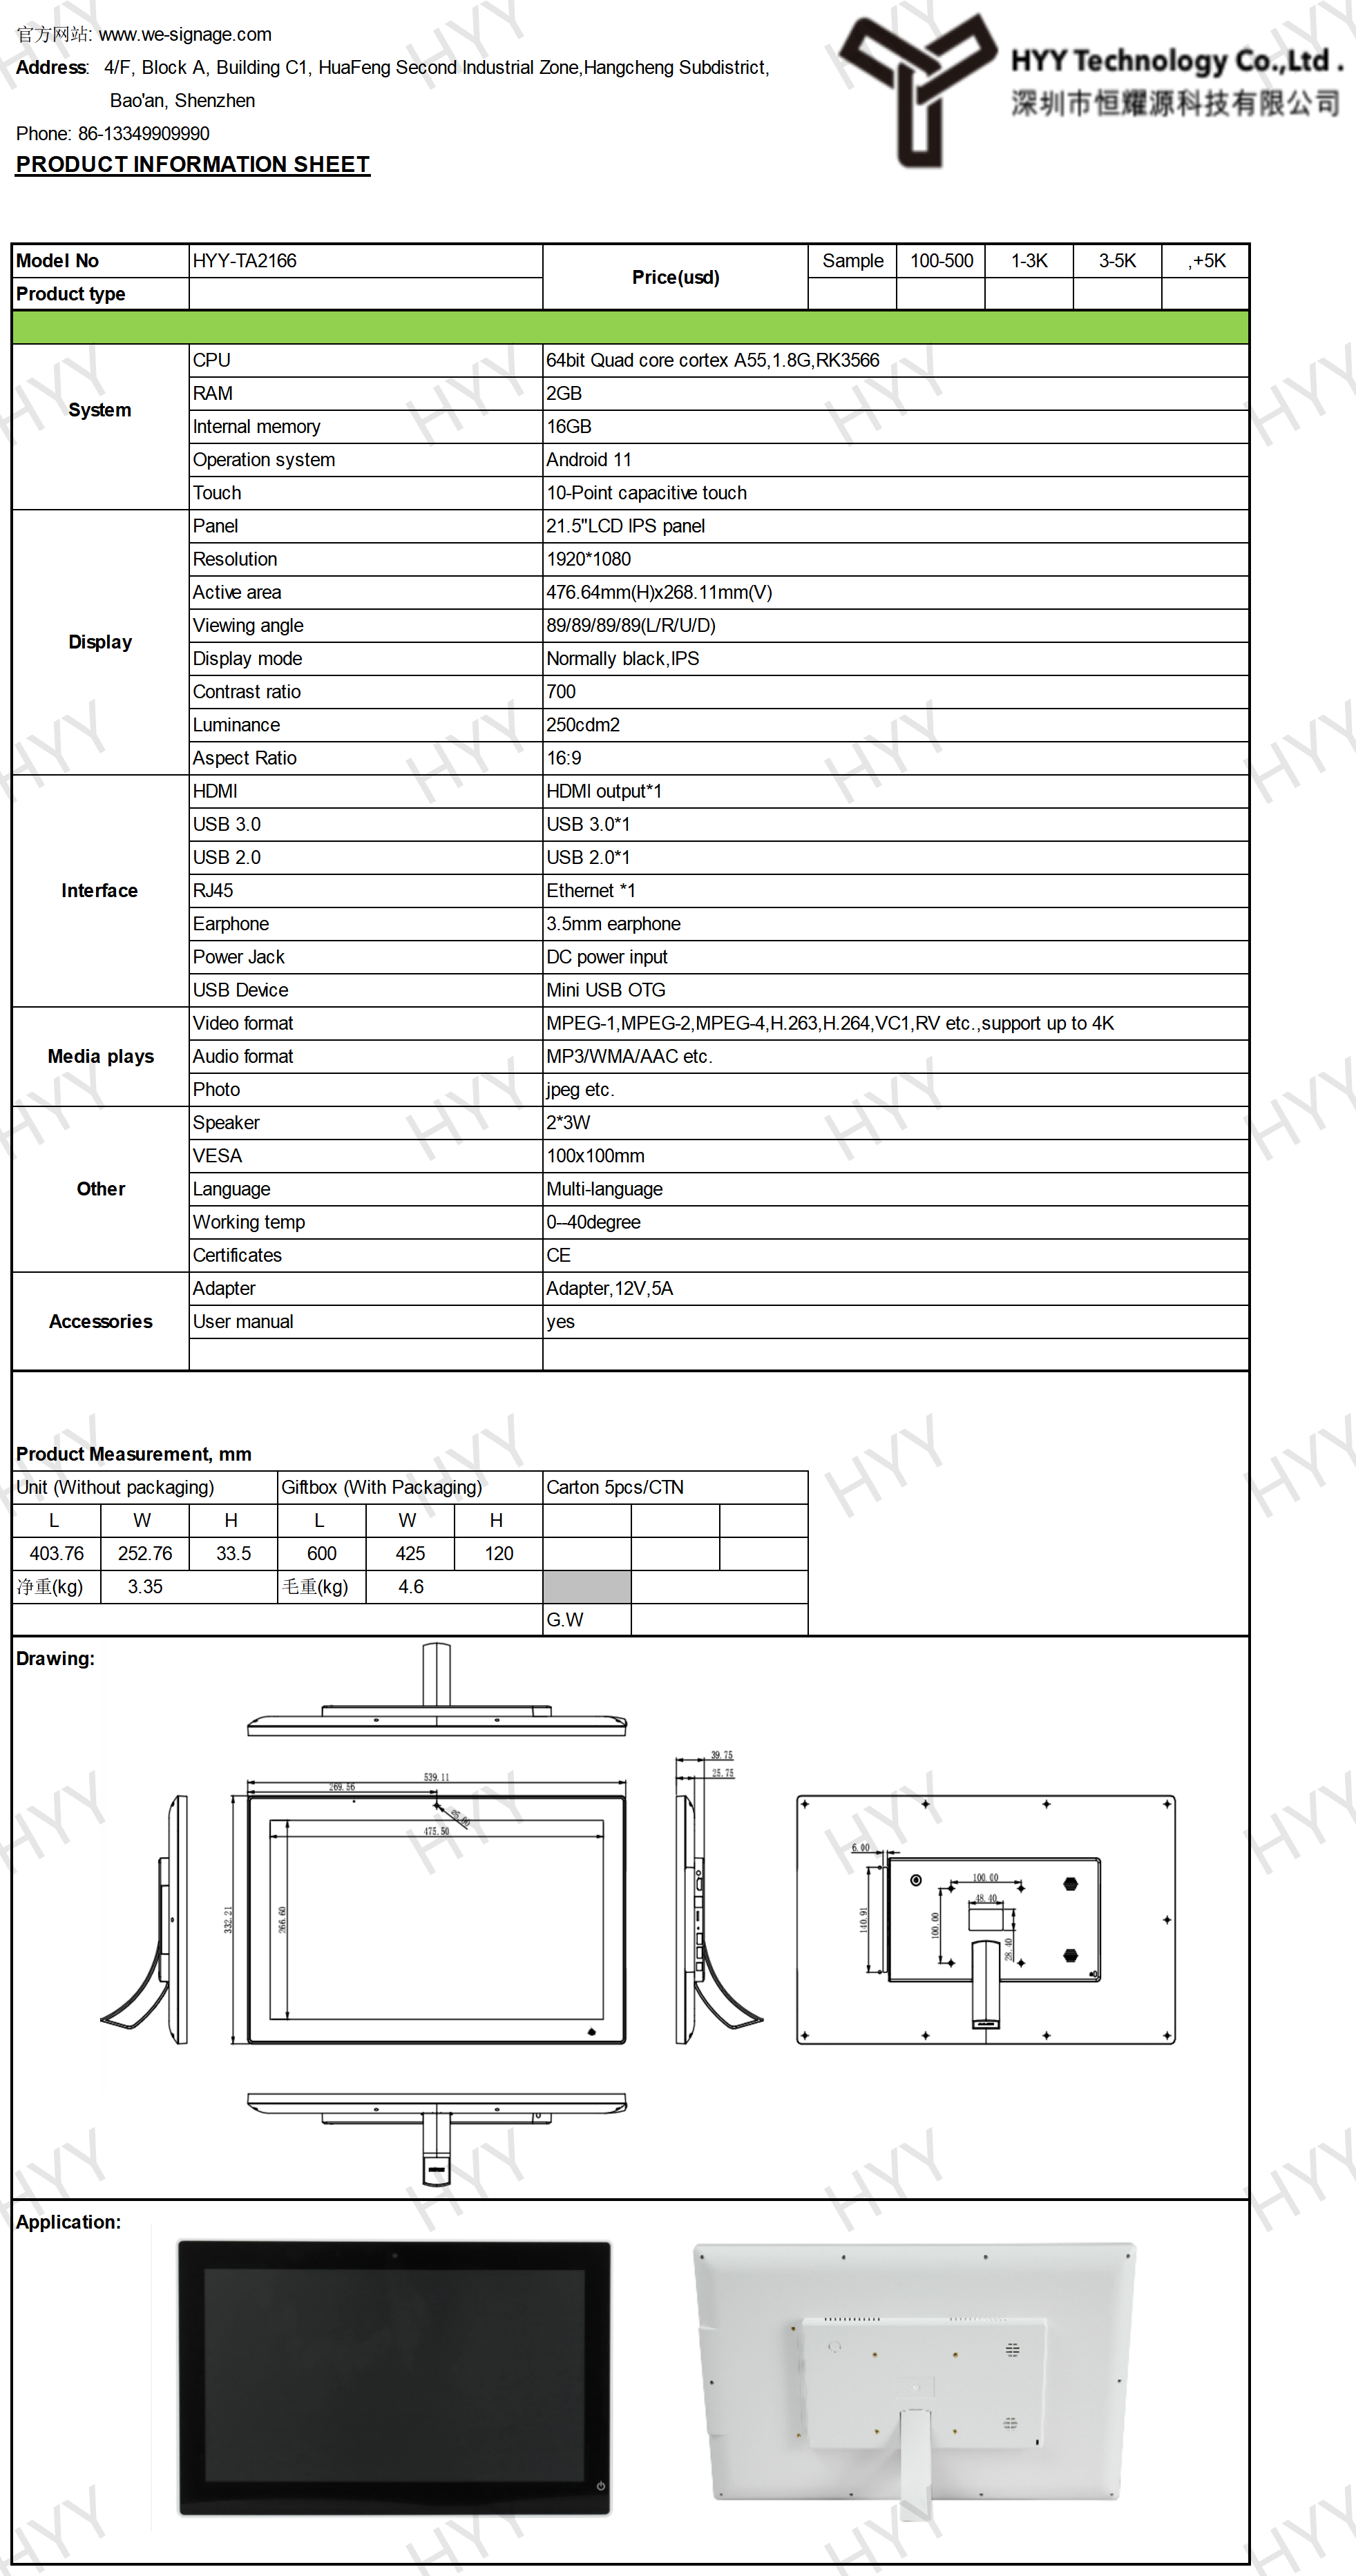 官方网站: www.we-signage.com
Address: 4/F, Block A, Building C1, HuaFeng Second Industrial Zone,Hangcheng Subdistrict,
Bao'an, Shenzhen
Phone: 86-13349909990
PRODUCT INFORMATION SHEET
HYY Technology Co.,Ltd .
深圳市恒耀源科技有限公司
Model No HYY-TA2166 Price(usd) Sample 100-500 1-3K 3-5K ,+5K
Product type
System
CPU 64bit Quad core cortex A55,1.8G,RK3566
RAM 2GB
Internal memory 16GB
Operation system Android 11
Touch 10-Point capacitive touch
Display
Panel 21.5"LCD IPS panel
Resolution 1920*1080
Active area 476.64mm(H)x268.11mm(V)
Viewing angle 89/89/89/89(L/R/U/D)
Display mode Normally black,IPS
Contrast ratio 700
Luminance 250cdm2
Aspect Ratio 16:9
Interface
HDMI HDMI output*1
USB 3.0 USB 3.0*1
USB 2.0 USB 2.0*1
RJ45 Ethernet *1
Earphone 3.5mm earphone
Power Jack DC power input
USB Device Mini USB OTG
Media plays
Video format MPEG-1,MPEG-2,MPEG-4,H.263,H.264,VC1,RV etc.,support up to 4K
Audio format MP3/WMA/AAC etc.
Photo jpeg etc.
Other
Speaker 2*3W
VESA 100x100mm
Language Multi-language
Working temp 0--40degree
Certificates CE
Accessories
Adapter Adapter,12V,5A
User manual yes
Product Measurement, mm
Unit (Without packaging) Giftbox (With Packaging) Carton 5pcs/CTN
L W H L W H
403.76 252.76 33.5 600 425 120
净重(kg) 3.35 毛重(kg) 4.6
G.W
Drawing:
39.75
25.75
539.11
269.56
475.50
332.21
266.60
6.00
100.00
48.40
140.91
100.00
28.40
Application:
HYY